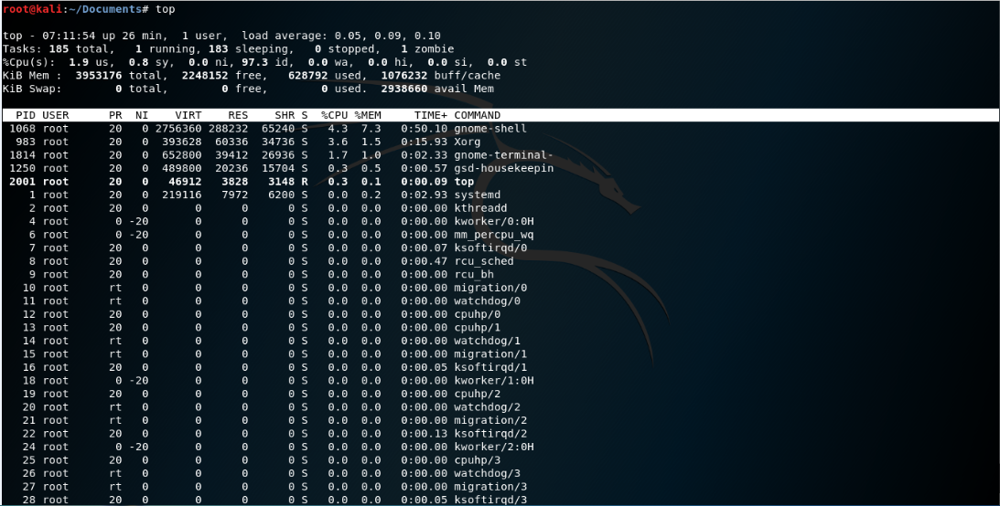 root@kali:~/Documents# top
top - 07:11:54 up 26 min,  1 user,  load average: 0.05, 0.09, 0.10
Tasks: 185 total,   1 running, 183 sleeping,   0 stopped,   1 zombie
%Cpu(s):  1.9 us,  0.8 sy,  0.0 ni, 97.3 id,  0.0 wa,  0.0 hi,  0.0 si,  0.0 st
KiB Mem :  3953176 total,  2248152 free,   628792 used,  1076232 buff/cache
KiB Swap:        0 total,        0 free,        0 used.  2938660 avail Mem
PID USER      PR  NI    VIRT    RES    SHR S  %CPU %MEM     TIME+ COMMAND
1068 root      20   0 2756360 288232  65240 S   4.3  7.3   0:50.10 gnome-shell
983 root      20   0  393628  60336  34736 S   3.6  1.5   0:15.93 Xorg
1814 root      20   0  652800  39412  26936 S   1.7  1.0   0:02.33 gnome-terminal-
1250 root      20   0  489800  20236  15704 S   0.3  0.5   0:00.57 gsd-housekeepin
2001 root      20   0   46912   3828   3148 R   0.3  0.1   0:00.09 top
1 root      20   0  219116   7972   6200 S   0.0  0.2   0:02.93 systemd
2 root      20   0       0      0      0 S   0.0  0.0   0:00.00 kthreadd
4 root       0 -20       0      0      0 S   0.0  0.0   0:00.00 kworker/0:0H
6 root       0 -20       0      0      0 S   0.0  0.0   0:00.00 mm_percpu_wq
7 root      20   0       0      0      0 S   0.0  0.0   0:00.07 ksoftirqd/0
8 root      20   0       0      0      0 S   0.0  0.0   0:00.47 rcu_sched
9 root      20   0       0      0      0 S   0.0  0.0   0:00.00 rcu_bh
10 root      rt   0       0      0      0 S   0.0  0.0   0:00.00 migration/0
11 root      rt   0       0      0      0 S   0.0  0.0   0:00.00 watchdog/0
12 root      20   0       0      0      0 S   0.0  0.0   0:00.00 cpuhp/0
13 root      20   0       0      0      0 S   0.0  0.0   0:00.00 cpuhp/1
14 root      rt   0       0      0      0 S   0.0  0.0   0:00.00 watchdog/1
15 root      rt   0       0      0      0 S   0.0  0.0   0:00.00 migration/1
16 root      20   0       0      0      0 S   0.0  0.0   0:00.05 ksoftirqd/1
18 root       0 -20       0      0      0 S   0.0  0.0   0:00.00 kworker/1:0H
19 root      20   0       0      0      0 S   0.0  0.0   0:00.00 cpuhp/2
20 root      rt   0       0      0      0 S   0.0  0.0   0:00.00 watchdog/2
21 root      rt   0       0      0      0 S   0.0  0.0   0:00.00 migration/2
22 root      20   0       0      0      0 S   0.0  0.0   0:00.13 ksoftirqd/2
24 root       0 -20       0      0      0 S   0.0  0.0   0:00.00 kworker/2:0H
25 root      20   0       0      0      0 S   0.0  0.0   0:00.00 cpuhp/3
26 root      rt   0       0      0      0 S   0.0  0.0   0:00.00 watchdog/3
27 root      rt   0       0      0      0 S   0.0  0.0   0:00.00 migration/3
28 root      20   0       0      0      0 S   0.0  0.0   0:00.05 ksoftirqd/3